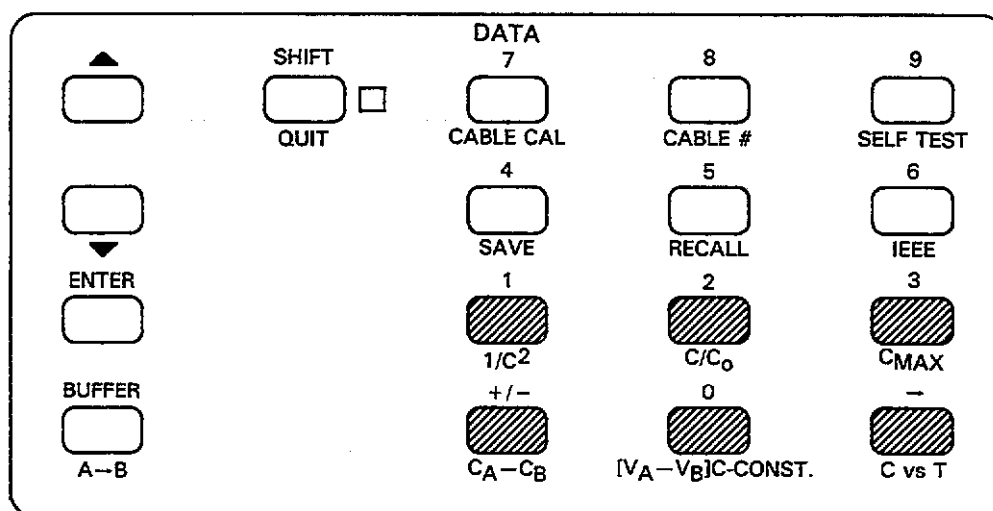 DATA
SHIFT 7 8 9
QUIT CABLE CAL CABLE # SELF TEST
4 5 6
SAVE RECALL IEEE
ENTER 1 2 3
1/C² C/C₀ CMAX
BUFFER +/− 0 →
A→B CA−CB [VA−VB]C-CONST. C vs T